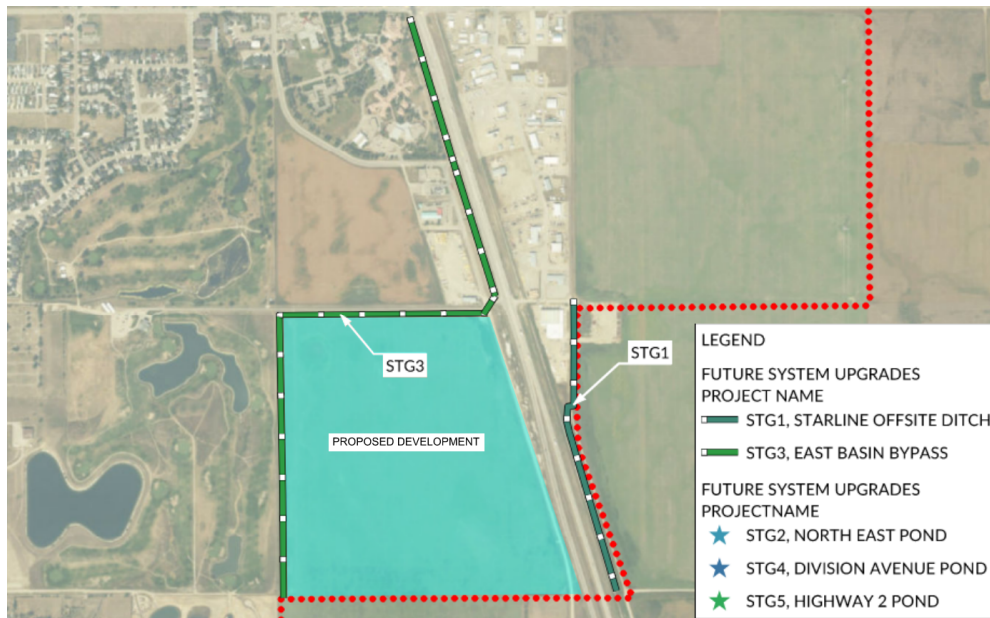 STG3
STG1
PROPOSED DEVELOPMENT
LEGEND
FUTURE SYSTEM UPGRADES
PROJECT NAME
STG1, STARLINE OFFSITE DITCH
STG3, EAST BASIN BYPASS
FUTURE SYSTEM UPGRADES
PROJECTNAME
STG2, NORTH EAST POND
STG4, DIVISION AVENUE POND
STG5, HIGHWAY 2 POND